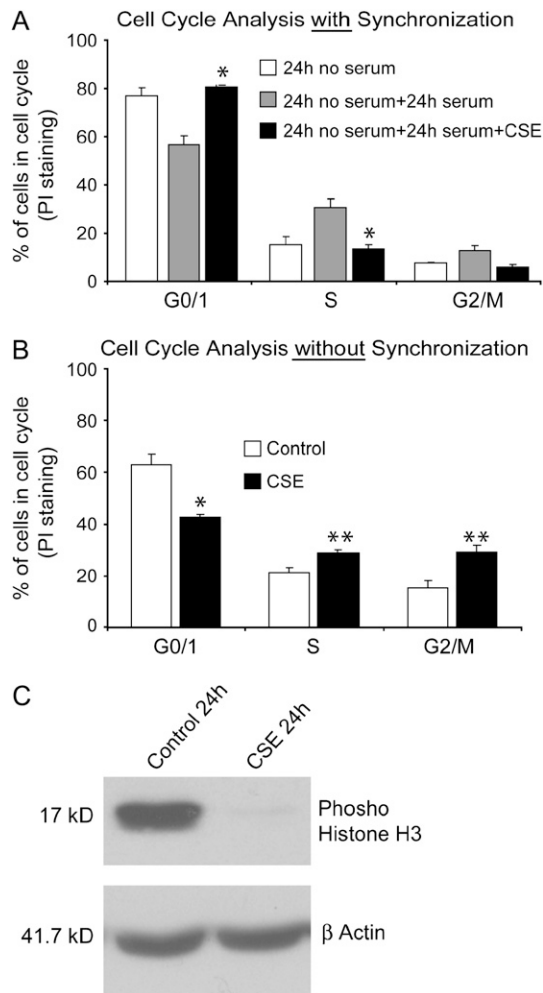 A
Cell Cycle Analysis with Synchronization
% of cells in cell cycle
(PI staining)
100
80
60
40
20
0
24h no serum
24h no serum+24h serum
24h no serum+24h serum+CSE
*
*
G0/1
S
G2/M
B
Cell Cycle Analysis without Synchronization
% of cells in cell cycle
(PI staining)
100
80
60
40
20
0
Control
CSE
*
**
**
G0/1
S
G2/M
C
Control 24h
CSE 24h
17 kD
Phosho
Histone H3
41.7 kD
β Actin